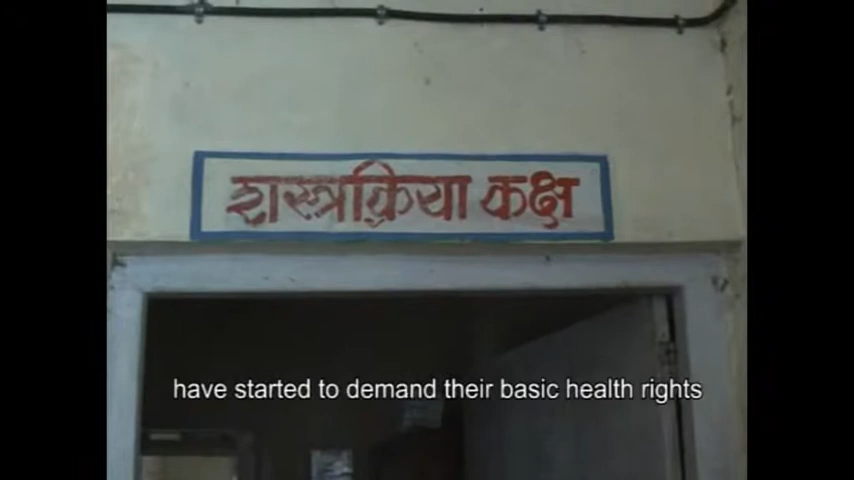 शस्त्रक्रिया कक्ष
have started to demand their basic health rights